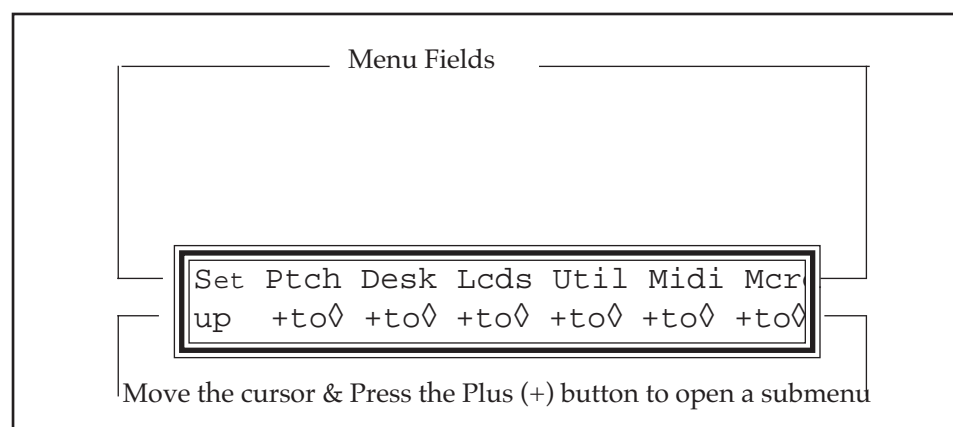 Menu Fields
Set Ptch Desk Lcds Util Midi Mcro
up +to◊ +to◊ +to◊ +to◊ +to◊ +to◊
Move the cursor & Press the Plus (+) button to open a submenu